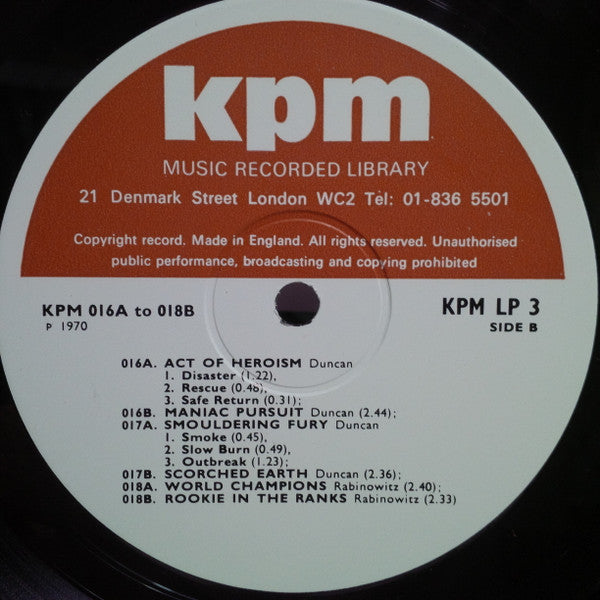 kpm
MUSIC RECORDED LIBRARY
21 Denmark Street London WC2 Tel: 01-836 5501
Copyright record. Made in England. All rights reserved. Unauthorised
public performance, broadcasting and copying prohibited
KPM 016A to 018B
KPM LP 3
P 1970
SIDE B
016A. ACT OF HEROISM Duncan
1. Disaster (1.22),
2. Rescue (0.48),
3. Safe Return (0.31);
016B. MANIAC PURSUIT Duncan (2.44);
017A. SMOULDERING FURY Duncan
1. Smoke (0.45),
2. Slow Burn (0.49),
3. Outbreak (1.23);
017B. SCORCHED EARTH Duncan (2.36);
018A. WORLD CHAMPIONS Rabinowitz (2.40);
018B. ROOKIE IN THE RANKS Rabinowitz (2.33)